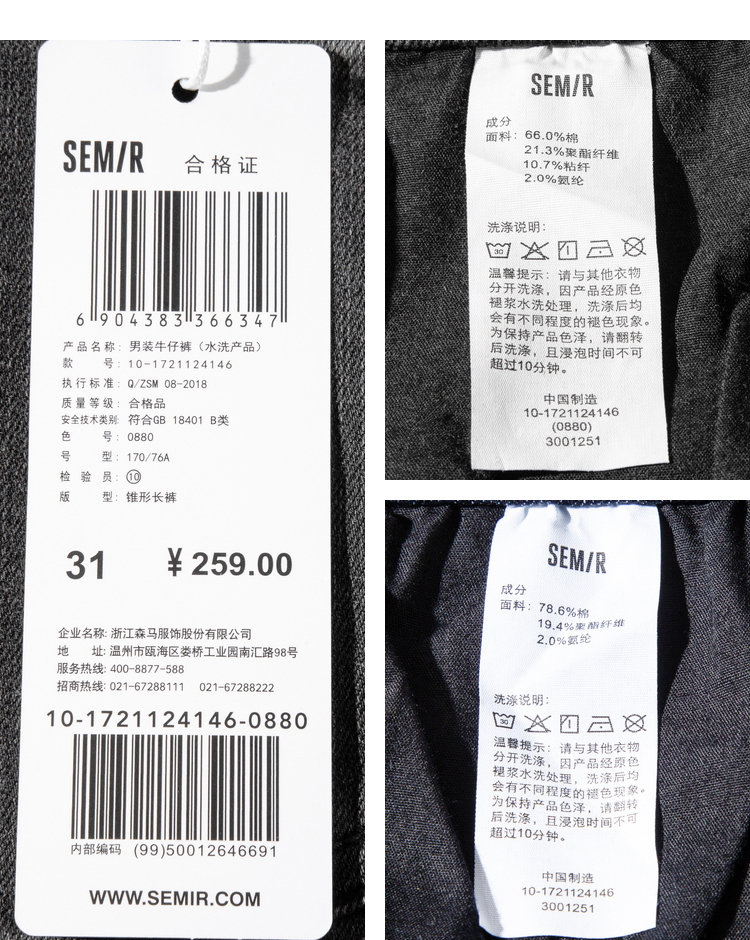 SEMIR 合格证
6 904383 366347
产品名称: 男装牛仔裤（水洗产品）
款号: 10-1721124146
执行标准: Q/ZSM 08-2018
质量等级: 合格品
安全技术类别: 符合GB 18401 B类
色号: 0880
号型: 170/76A
检验员: ⑩
版型: 锥形长裤
31 ¥259.00
企业名称: 浙江森马服饰股份有限公司
地址: 温州市瓯海区娄桥工业园南汇路98号
服务热线: 400-8877-588
招商热线: 021-67288111 021-67288222
10-1721124146-0880
内部编码 (99)50012646691
WWW.SEMIR.COM
SEMIR
成分
面料: 66.0%棉
21.3%聚酯纤维
10.7%粘纤
2.0%氨纶
洗涤说明:
30
温馨提示: 请与其他衣物
分开洗涤, 因产品经原色
褪浆水洗处理, 洗涤后均
会有不同程度的褪色现象。
为保持产品色泽, 请翻转
后洗涤, 且浸泡时间不可
超过10分钟。
中国制造
10-1721124146
(0880)
3001251
SEMIR
成分
面料: 78.6%棉
19.4%聚酯纤维
2.0%氨纶
洗涤说明:
30
温馨提示: 请与其他衣物
分开洗涤, 因产品经原色
褪浆水洗处理, 洗涤后均
会有不同程度的褪色现象。
为保持产品色泽, 请翻转
后洗涤, 且浸泡时间不可
超过10分钟。
中国制造
10-1721124146
3001251